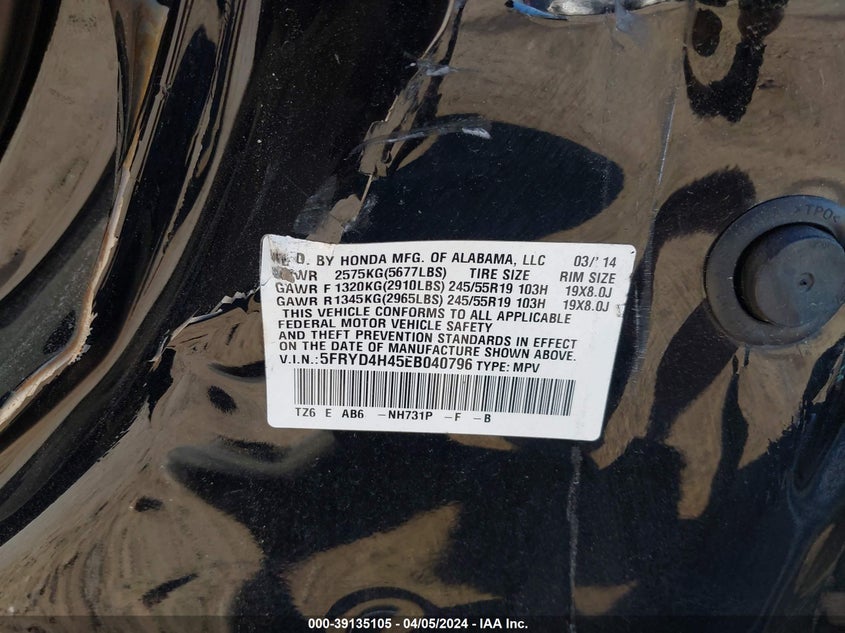 D. BY HONDA MFG. OF ALABAMA, LLC 03/'14
2575KG(5677LBS) TIRE SIZE RIM SIZE
GAWR F 1320KG(2910LBS) 245/55R19 103H 19X8.0J
GAWR R1345KG(2965LBS) 245/55R19 103H 19X8.0J
THIS VEHICLE CONFORMS TO ALL APPLICABLE
FEDERAL MOTOR VEHICLE SAFETY
AND THEFT PREVENTION STANDARDS IN EFFECT
ON THE DATE OF MANUFACTURE SHOWN ABOVE.
V.I.N.:5FRYD4H45EB040796 TYPE: MPV
TZ6 E AB6 -NH731P -F -B
000-39135105 - 04/05/2024 - IAA Inc.